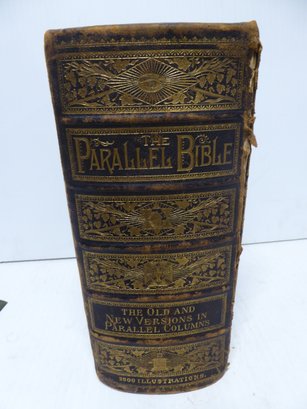 THE
PARALLEL BIBLE
THE OLD AND
NEW VERSIONS IN
PARALLEL COLUMNS
ILLUSTRATIONS.